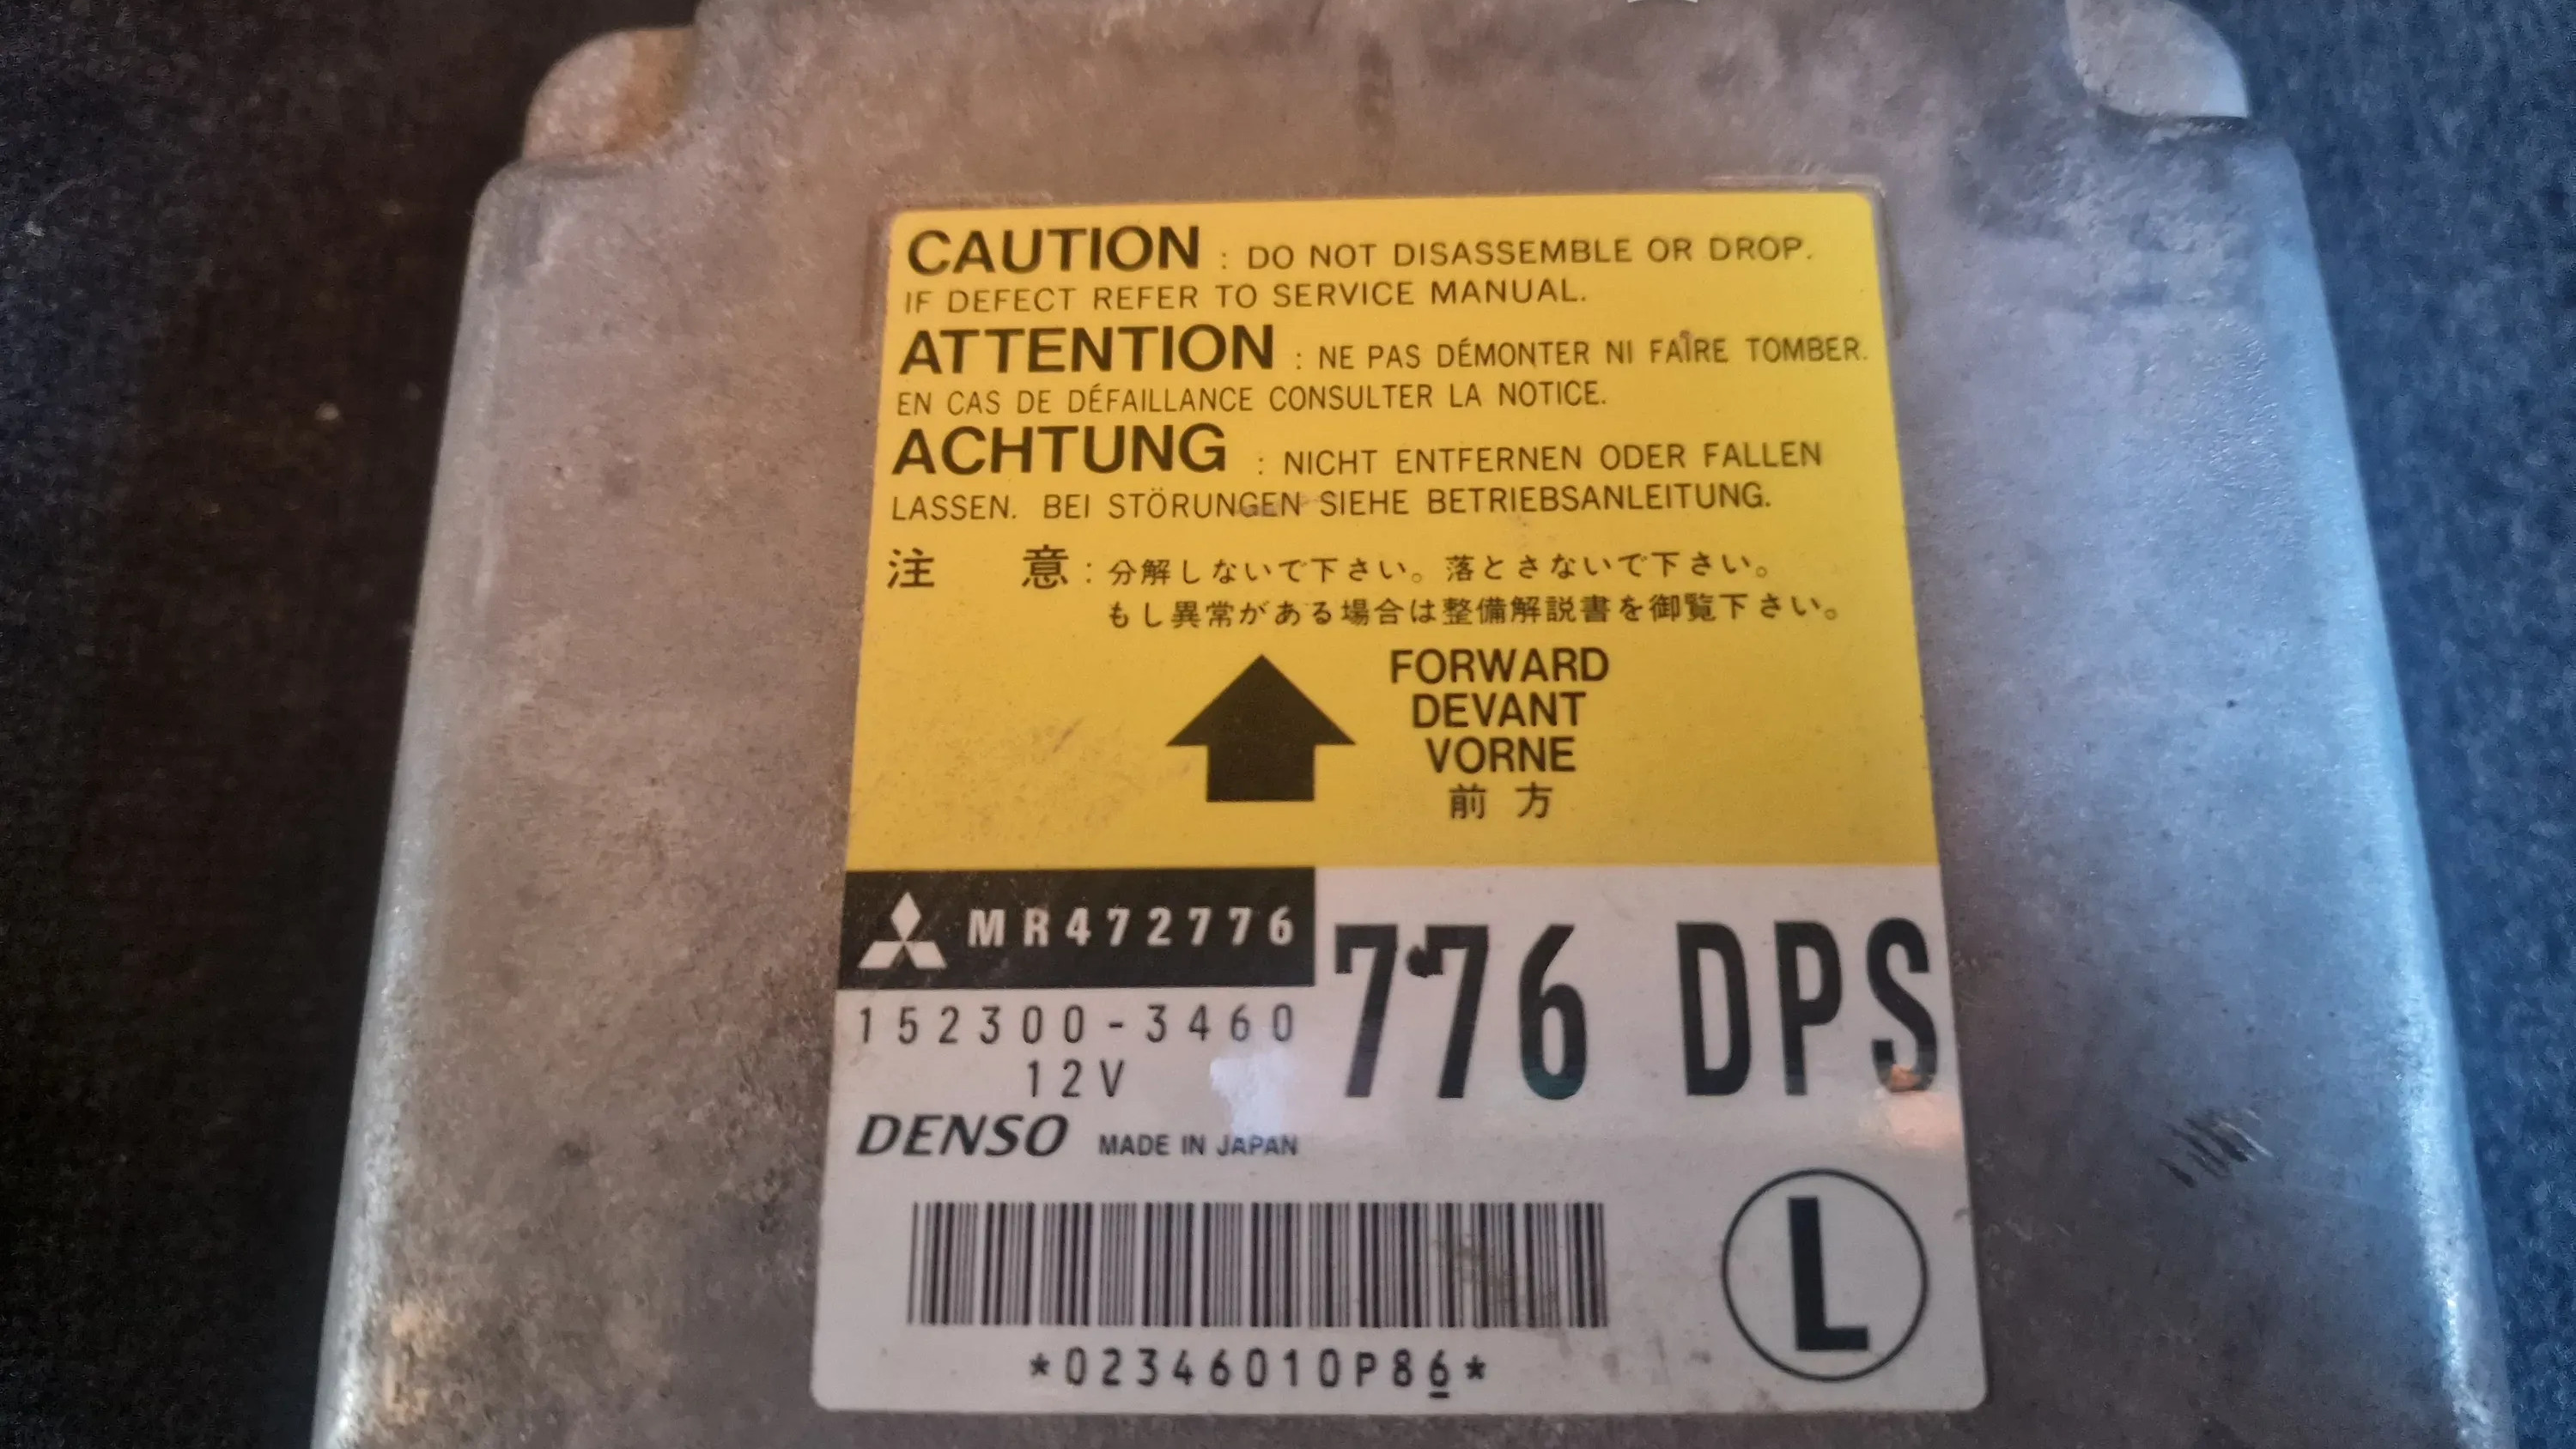 CAUTION : DO NOT DISASSEMBLE OR DROP.
IF DEFECT REFER TO SERVICE MANUAL.
ATTENTION : NE PAS DÉMONTER NI FAÎRE TOMBER.
EN CAS DE DÉFAILLANCE CONSULTER LA NOTICE.
ACHTUNG : NICHT ENTFERNEN ODER FALLEN
LASSEN. BEI STÖRUNGEN SIEHE BETRIEBSANLEITUNG.
注 意 : 分解しないで下さい。落とさないで下さい。
もし異常がある場合は整備解説書を御覧下さい。
FORWARD
DEVANT
VORNE
前方
MR472776
776 DPS
152300-3460
12V
DENSO MADE IN JAPAN
L
*02346010P86*